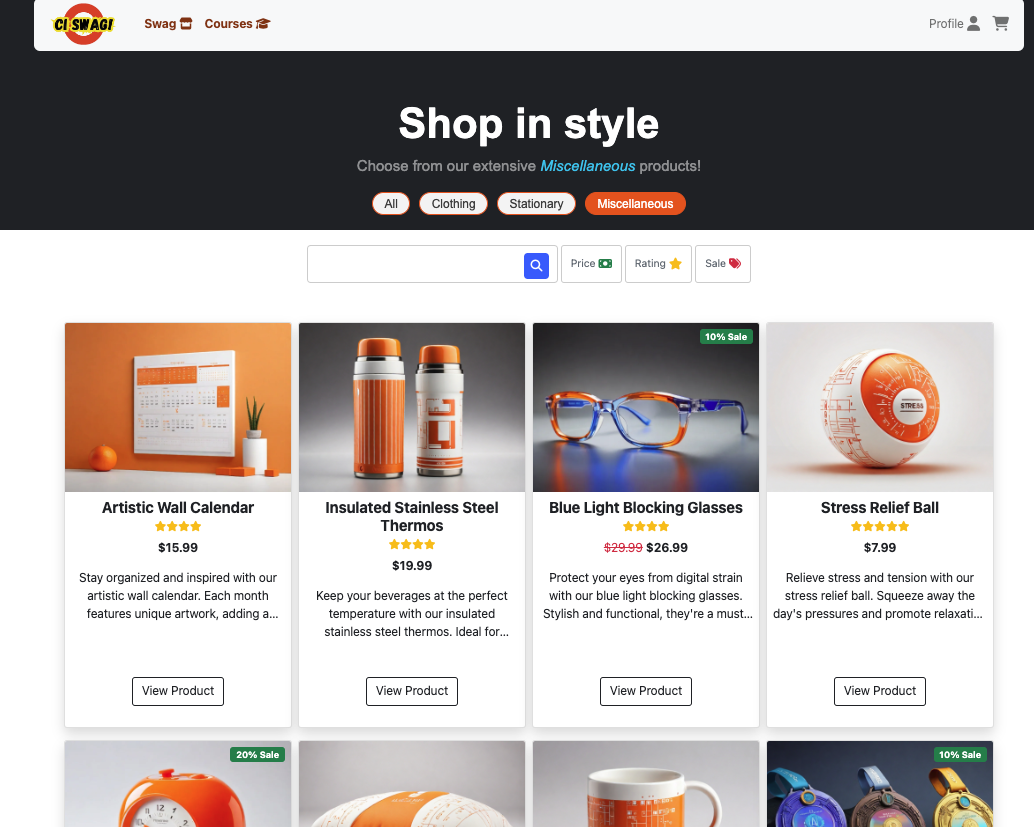 CI SWAG!
Swag
Courses
Profile
Shop in style
Choose from our extensive Miscellaneous products!
All
Clothing
Stationary
Miscellaneous
Price
Rating
Sale
10% Sale
STRESS
Artistic Wall Calendar
$15.99
Stay organized and inspired with our
artistic wall calendar. Each month
features unique artwork, adding a...
View Product
Insulated Stainless Steel
Thermos
$19.99
Keep your beverages at the perfect
temperature with our insulated
stainless steel thermos. Ideal for...
View Product
Blue Light Blocking Glasses
$29.99 $26.99
Protect your eyes from digital strain
with our blue light blocking glasses.
Stylish and functional, they're a must...
View Product
Stress Relief Ball
$7.99
Relieve stress and tension with our
stress relief ball. Squeeze away the
day's pressures and promote relaxati...
View Product
20% Sale
10% Sale